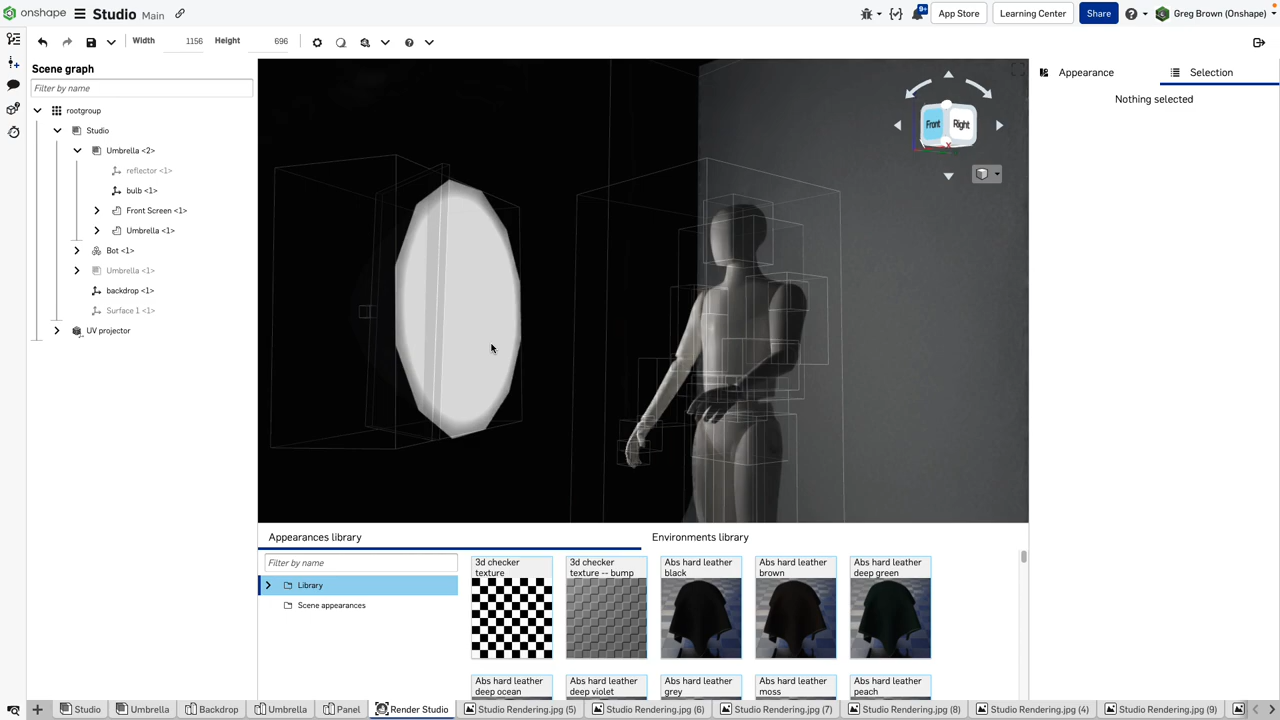 onshape Studio Main App Store Learning Center Share Greg Brown (Onshape)
9+
Width 1156 Height 696
Scene graph
Filter by name
rootgroup
Studio
Umbrella <2>
reflector <1>
bulb <1>
Front Screen <1>
Umbrella <1>
Bot <1>
Umbrella <1>
backdrop <1>
Surface 1 <1>
UV projector
Front Right
X
Appearance Selection
Nothing selected
Appearances library Environments library
Filter by name
Library
Scene appearances
3d checker
texture
3d checker
texture -- bump
Abs hard leather
black
Abs hard leather
brown
Abs hard leather
deep green
Abs hard leather
deep ocean
Abs hard leather
deep violet
Abs hard leather
grey
Abs hard leather
moss
Abs hard leather
peach
Studio Umbrella Backdrop Umbrella Panel Render Studio Studio Rendering.jpg (5) Studio Rendering.jpg (6) Studio Rendering.jpg (7) Studio Rendering.jpg (8) Studio Rendering.jpg (4) Studio Rendering.jpg (9)